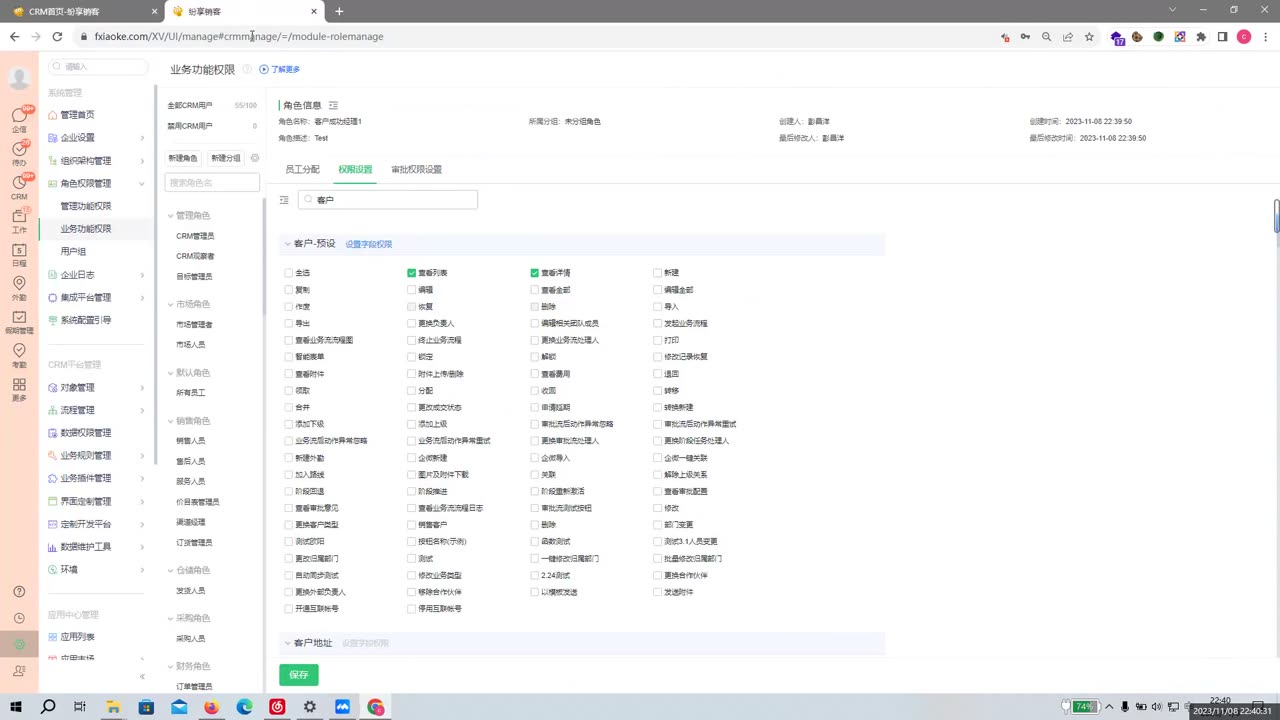 CRM首页-纷享销客
纷享销客
fxiaoke.com/XV/UI/manage#crmmanage/=/module-rolemanage
17
C
请输入
系统管理
管理首页
企业设置
组织架构管理
角色权限管理
管理功能权限
业务功能权限
用户组
企业日志
集成平台管理
系统配置引导
CRM平台管理
对象管理
流程管理
数据权限管理
业务规则管理
业务插件管理
界面定制管理
定制开发平台
数据维护工具
环境
应用中心管理
应用列表
应用市场
99+
企信
待办
99+
CRM
工作
日程
外勤
假期管理
考勤
更多
业务功能权限
了解更多
全部CRM用户 55/100
禁用CRM用户 0
新建角色 新建分组
搜索角色名
管理角色
CRM管理员
CRM观察者
目标管理员
市场角色
市场管理者
市场人员
默认角色
所有员工
销售角色
销售人员
售后人员
服务人员
价目表管理员
渠道经理
订货管理员
仓储角色
发货人员
采购角色
采购人员
财务角色
订单管理员
角色信息
角色名称: 客户成功经理1 所属分组: 未分组角色 创建人: 彭昌洋 创建时间: 2023-11-08 22:39:50
角色描述: Test 最后修改人: 彭昌洋 最后修改时间: 2023-11-08 22:39:50
员工分配 权限设置 审批权限设置
客户
客户-预设 设置字段权限
全选 查看列表 查看详情 新建
复制 编辑 查看全部 编辑全部
作废 恢复 删除 导入
导出 更换负责人 编辑相关团队成员 发起业务流程
查看业务流流程图 终止业务流程 更换业务流处理人 打印
智能表单 锁定 解锁 修改记录恢复
查看附件 附件上传/删除 查看费用 退回
领取 分配 收回 转移
合并 更改成交状态 申请延期 转换新建
添加下级 添加上级 审批流后动作异常忽略 审批流后动作异常重试
业务流后动作异常忽略 业务流后动作异常重试 更换审批流处理人 更换阶段任务处理人
新建外勤 企微新建 企微导入 企微一键关联
加入路线 图片及附件下载 关联 解除上级关系
阶段回退 阶段推进 阶段重新激活 查看审批配置
查看审批意见 查看业务流流程日志 审批流测试按钮 修改
更换客户类型 销售客户 删除 部门变更
测试欧阳 按钮名称(示例) 函数测试 测试3.1人员变更
更改归属部门 测试 一键修改归属部门 批量修改归属部门
自动同步测试 修改业务类型 2.24测试 更换合作伙伴
更换外部负责人 移除合作伙伴 以模板发送 发送附件
开通互联帐号 停用互联帐号
客户地址 设置字段权限
保存
74%
22:40
2023/11/08 22:40:31